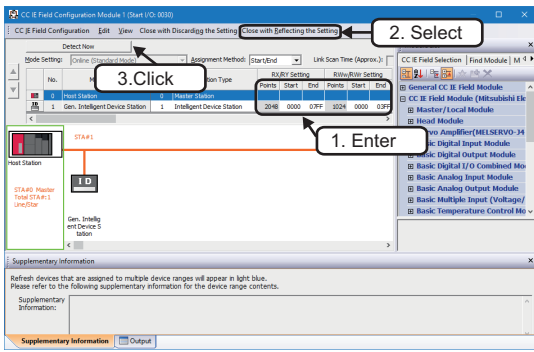 CC IE Field Configuration Module 1 (Start I/O: 0030)
CC IE Field Configuration Edit View Close with Discarding the Setting Close with Reflecting the Setting
2. Select
Detect Now
Mode Setting: Online (Standard Mode) Assignment Method: Start/End Link Scan Time (Approx.):
CC IE Field Selection Find Module M
3.Click
No. ation Type RX/RY Setting RWw/RWr Setting
Points Start End Points Start End
0 Host Station 0 Master Station 2048 0000 07FF 1024 0000 03FF
1 Gen. Intelligent Device Station 1 Intelligent Device Station
1. Enter
General CC IE Field Module
CC IE Field Module (Mitsubishi Ele
Master/Local Module
Head Module
rvo Amplifier(MELSERVO-J4
Basic Digital Input Module
Basic Digital Output Module
Basic Digital I/O Combined Mo
Basic Analog Input Module
Basic Analog Output Module
Basic Multiple Input (Voltage/
Basic Temperature Control Mo
STA#1
Host Station
STA#0 Master
Total STA#:1
Line/Star
I D
Gen. Intellig
ent Device S
tation
Supplementary Information
Refresh devices that are assigned to multiple device ranges will appear in light blue.
Please refer to the following supplementary information for the device range contents.
Supplementary
Information:
Supplementary Information Output